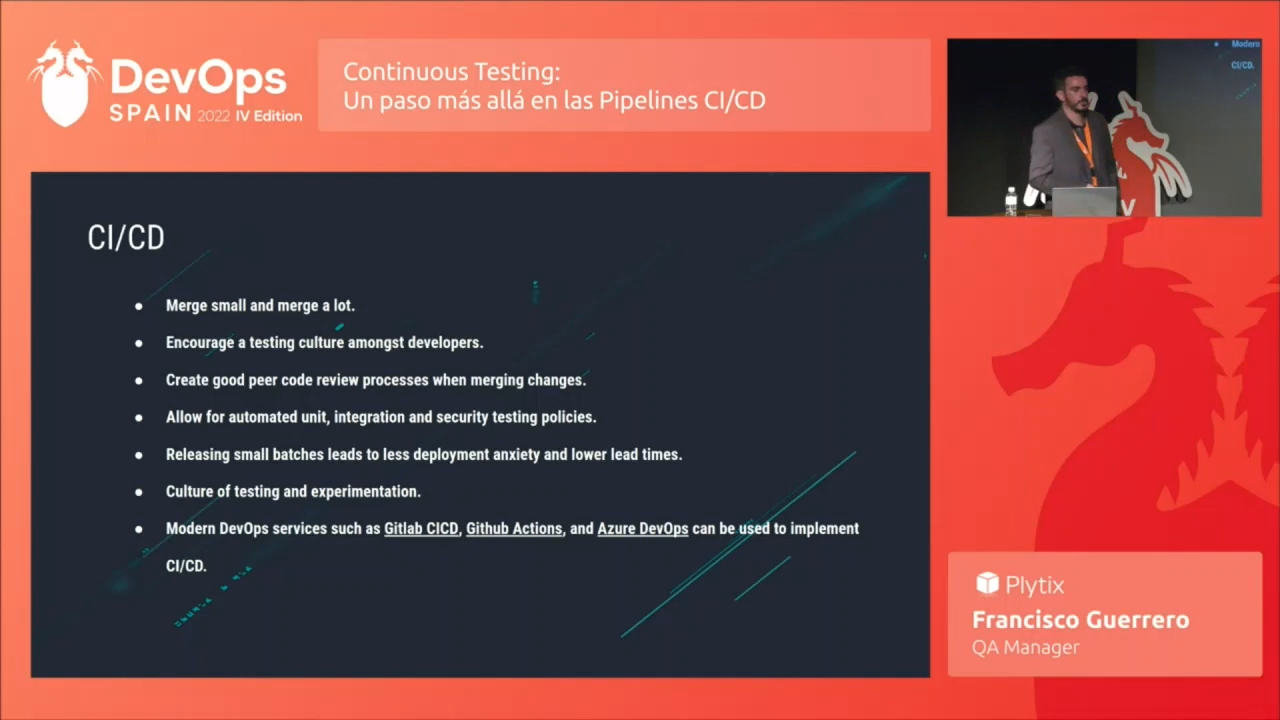 DevOps
SPAIN 2022 IV Edition
Continuous Testing:
Un paso más allá en las Pipelines CI/CD
Modern
CI/CD.
CI/CD
● Merge small and merge a lot.
● Encourage a testing culture amongst developers.
● Create good peer code review processes when merging changes.
● Allow for automated unit, integration and security testing policies.
● Releasing small batches leads to less deployment anxiety and lower lead times.
● Culture of testing and experimentation.
● Modern DevOps services such as Gitlab CICD, Github Actions, and Azure DevOps can be used to implement
CI/CD.
Plytix
Francisco Guerrero
QA Manager